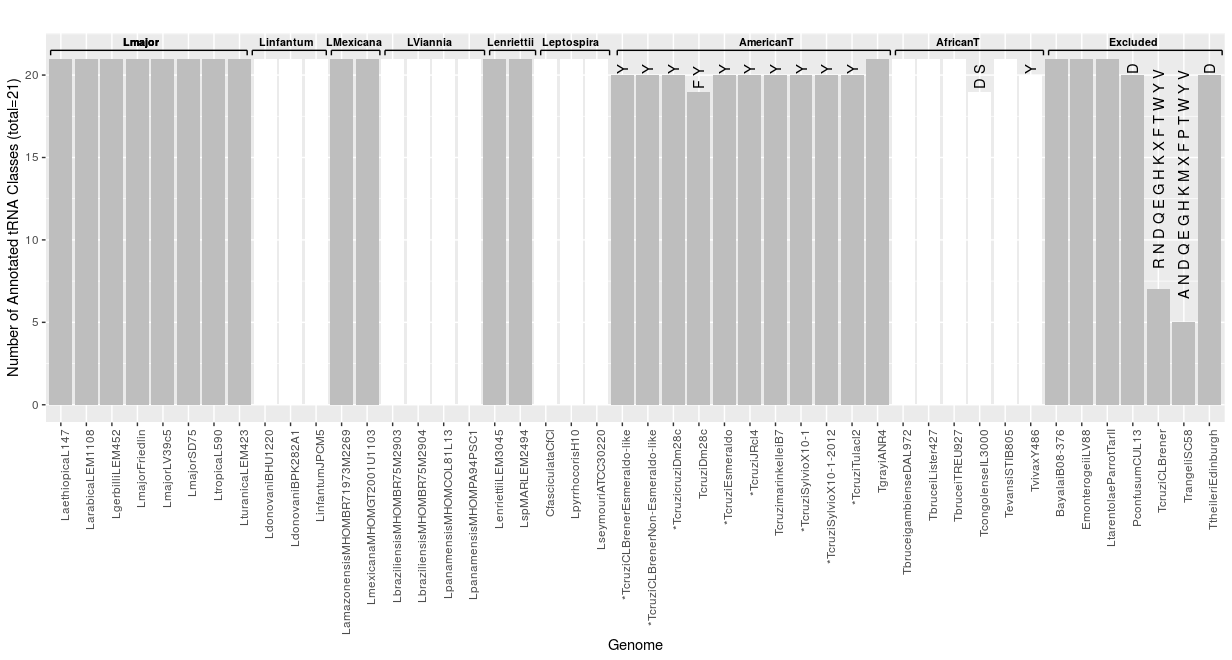 Lmajor Linfantum LMexicana LViannia Lenriettii Leptospira AmericanT AfricanT Excluded
Number of Annotated tRNA Classes (total=21)
20
15
10
5
0
Y
Y
Y
F Y
Y
Y
Y
Y
Y
Y
D S
Y
D
R N D Q E G H K X F T W Y V
A N D Q E G H K M X F P T W Y V
D
LaethiopicaL147
LarabicaLEM1108
LgerbilliLEM452
LmajorFriedlin
LmajorLV39c5
LmajorSD75
LtropicaL590
LturanicaLEM423
LdonovaniBHU1220
LdonovaniBPK282A1
LinfantumJPCM5
LamazonensisMHOMBR71973M2269
LmexicanaMHOMGT2001U1103
LbraziliensisMHOMBR75M2903
LbraziliensisMHOMBR75M2904
LpanamensisMHOMCOL81L13
LpanamensisMHOMPA94PSC1
LenriettiiLEM3045
LspMARLEM2494
CfasciculataCfCl
LpyrrhocorisH10
LseymouriATCC30220
*TcruziCLBrenerEsmeraldo-like
*TcruziCLBrenerNon-Esmeraldo-like
*TcruzicruziDm28c
TcruziDm28c
*TcruziEsmeraldo
*TcruziJRcl4
TcruzimarinkelleiB7
*TcruziSylvioX10-1
*TcruziSylvioX10-1-2012
*TcruziTulacl2
TgrayiANR4
TbruceigambienseDAL972
TbruceiLister427
TbruceiTREU927
TcongolenseIL3000
TevansiSTIB805
TvivaxY486
BayalaiB08-376
EmonterogeiiLV88
LtarentolaeParrotTarII
PconfusumCUL13
TcruziCLBrener
TrangeliSC58
TtheileriEdinburgh
Genome